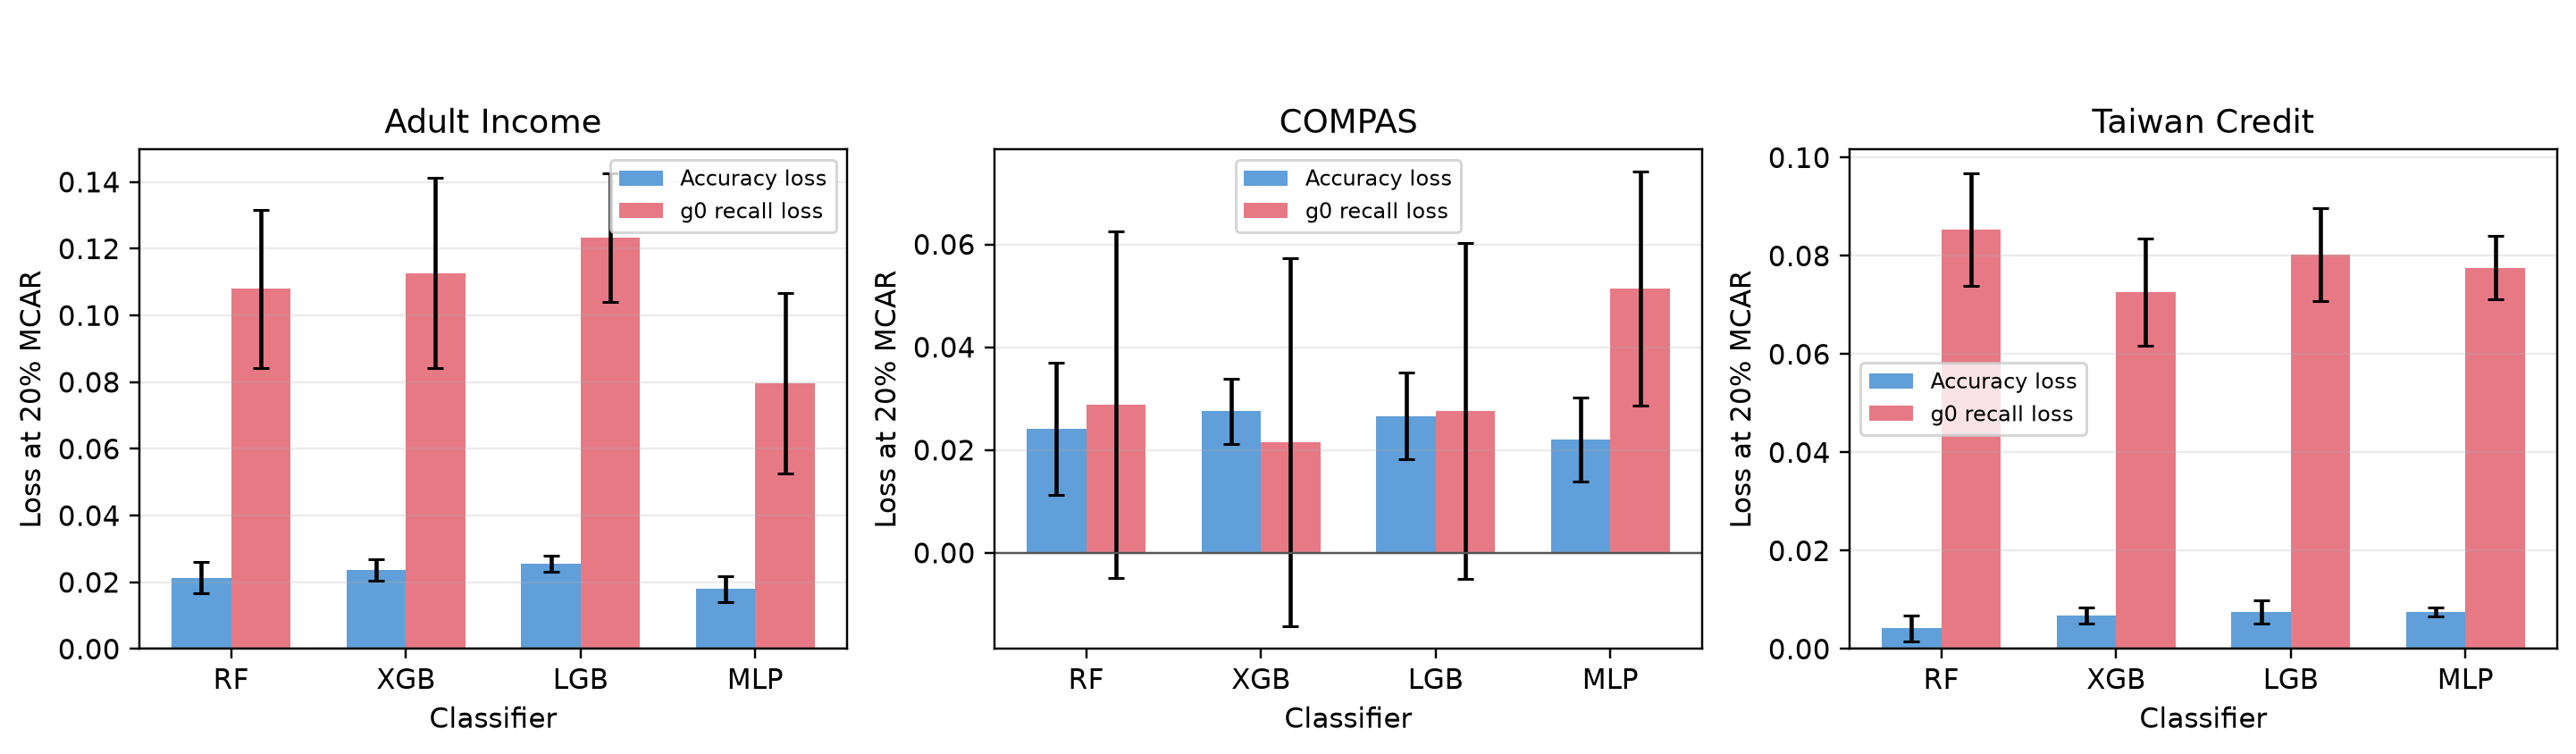 Adult Income
Loss at 20% MCAR
0.14
0.12
0.10
0.08
0.06
0.04
0.02
0.00
Accuracy loss
g0 recall loss
RF XGB LGB MLP
Classifier
COMPAS
Loss at 20% MCAR
0.06
0.04
0.02
0.00
Accuracy loss
g0 recall loss
RF XGB LGB MLP
Classifier
Taiwan Credit
Loss at 20% MCAR
0.10
0.08
0.06
0.04
0.02
0.00
Accuracy loss
g0 recall loss
RF XGB LGB MLP
Classifier